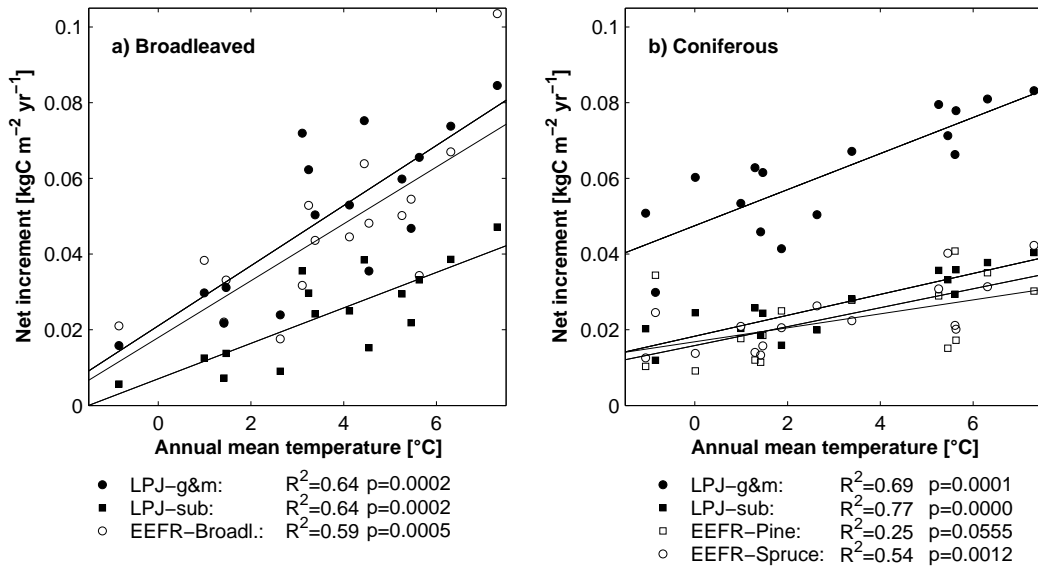 a) Broadleaved
0.1
0.08
0.06
0.04
0.02
0
Net increment [kgC m−2 yr−1]
0 2 4 6
Annual mean temperature [°C]
LPJ−g&m: R2=0.64 p=0.0002
LPJ−sub: R2=0.64 p=0.0002
EEFR−Broadl.: R2=0.59 p=0.0005
b) Coniferous
0.1
0.08
0.06
0.04
0.02
0
Net increment [kgC m−2 yr−1]
0 2 4 6
Annual mean temperature [°C]
LPJ−g&m: R2=0.69 p=0.0001
LPJ−sub: R2=0.77 p=0.0000
EEFR−Pine: R2=0.25 p=0.0555
EEFR−Spruce: R2=0.54 p=0.0012